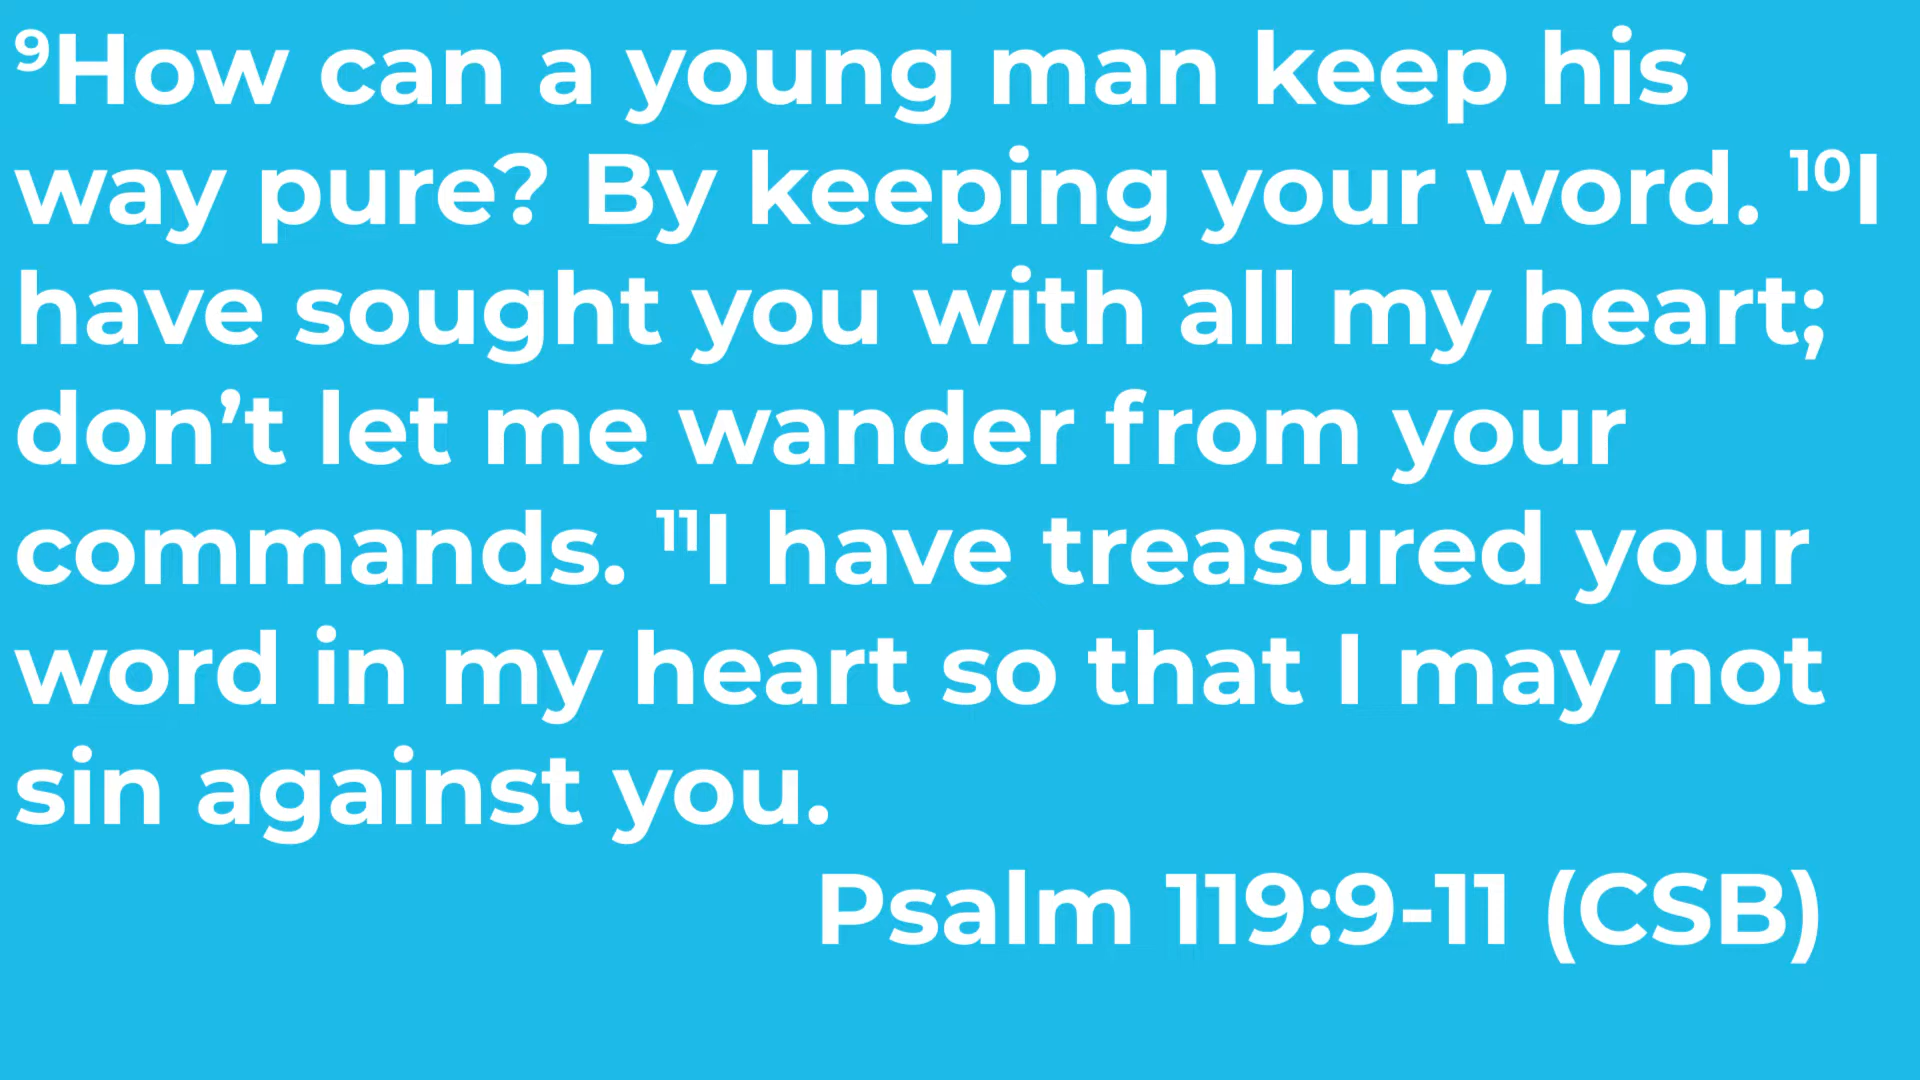 ⁹How can a young man keep his
way pure? By keeping your word. ¹⁰I
have sought you with all my heart;
don’t let me wander from your
commands. ¹¹I have treasured your
word in my heart so that I may not
sin against you.
Psalm 119:9-11 (CSB)